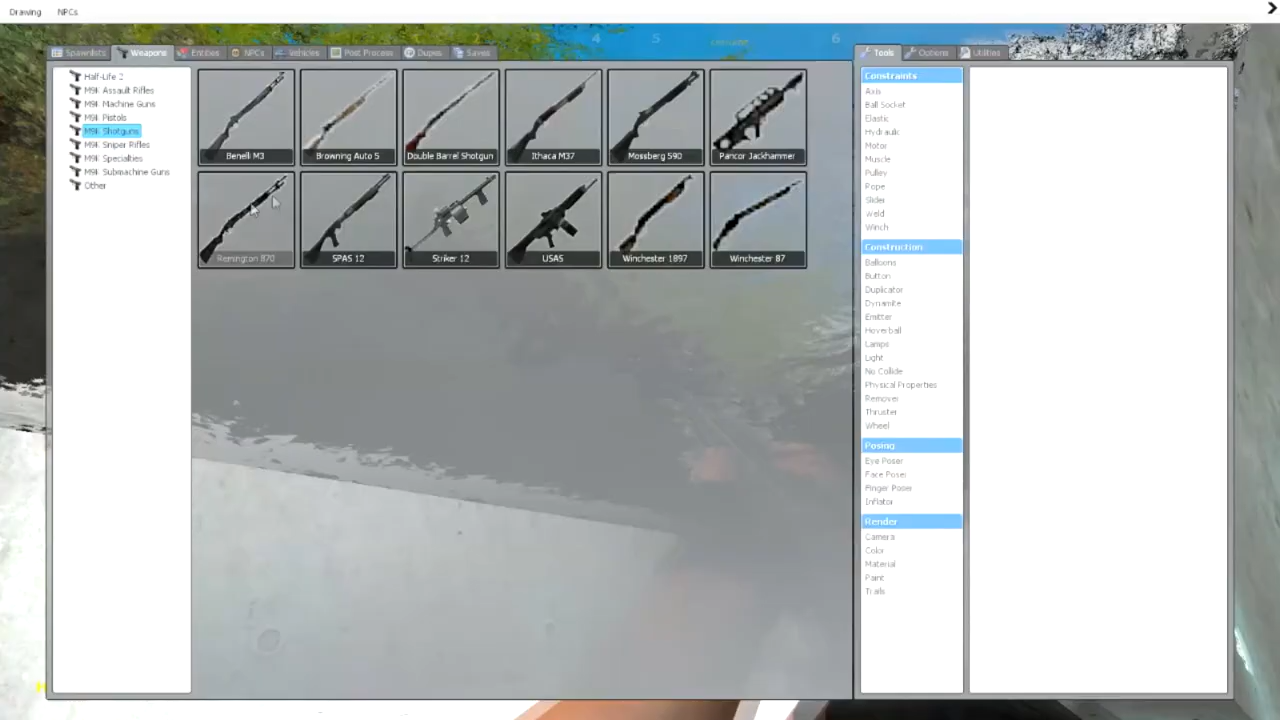 Drawing NPCs
4 5 6
Spawnlists Weapons Entities NPCs Vehicles Post Process Dupes Saves
Tools Options Utilities
Half-Life 2
M9K Assault Rifles
M9K Machine Guns
M9K Pistols
M9K Shotguns
M9K Sniper Rifles
M9K Specialties
M9K Submachine Guns
Other
Benelli M3 Browning Auto 5 Double Barrel Shotgun Ithaca M37 Mossberg 590 Pancor Jackhammer
Remington 870 SPAS 12 Striker 12 USAS Winchester 1897 Winchester 87
Constraints
Axis
Ball Socket
Elastic
Hydraulic
Motor
Muscle
Pulley
Rope
Slider
Weld
Winch
Construction
Balloons
Button
Duplicator
Dynamite
Emitter
Hoverball
Lamps
Light
No Collide
Physical Properties
Remover
Thruster
Wheel
Posing
Eye Poser
Face Poser
Finger Poser
Inflator
Render
Camera
Color
Material
Paint
Trails